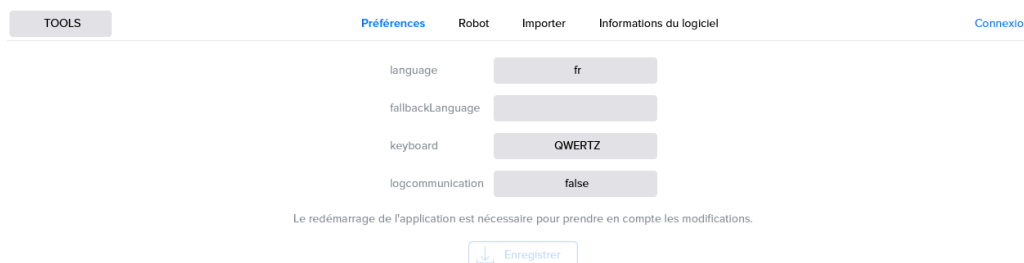 TOOLS Préférences Robot Importer Informations du logiciel Connexio
language fr
fallbackLanguage
keyboard QWERTZ
logcommunication false
Le redémarrage de l'application est nécessaire pour prendre en compte les modifications.
Enregistrer